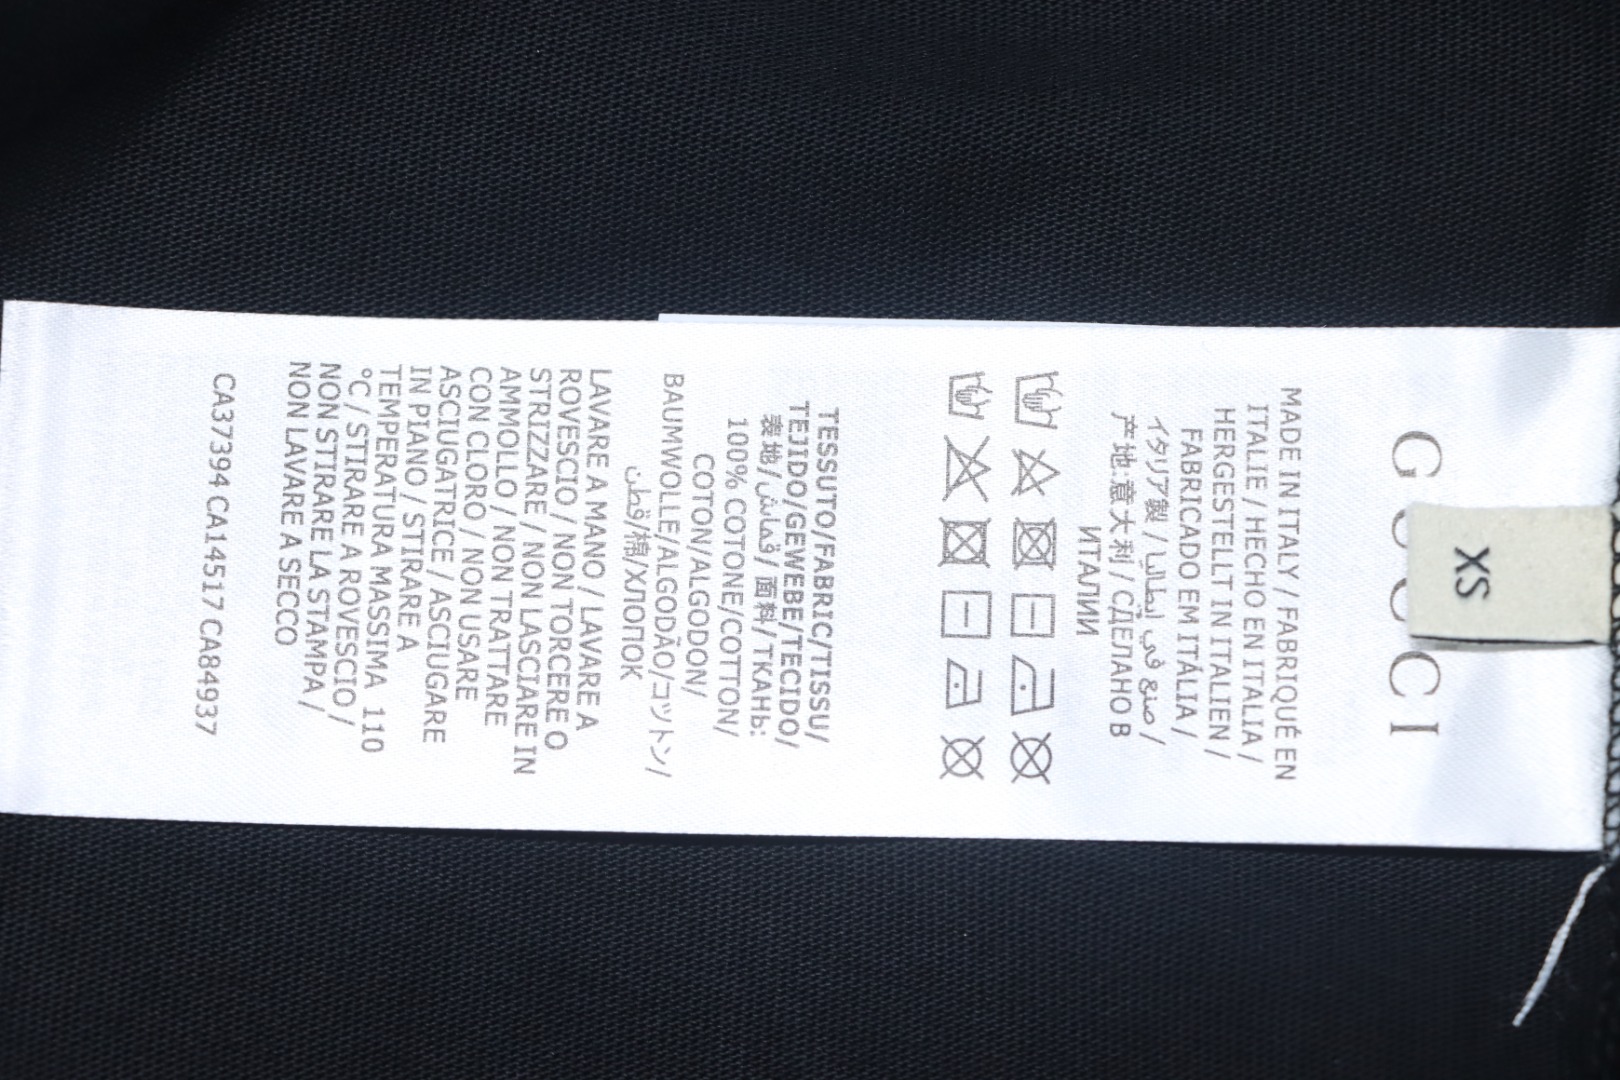 GUCCI
XS
MADE IN ITALY / FABRIQUÉ EN
ITALIE / HECHO EN ITALIA /
HERGESTELLT IN ITALIEN /
FABRICADO EM ITÁLIA /
イタリア製 / صنع في إيطاليا /
产地:意大利 / СДЕЛАНО В
ИТАЛИИ
TESSUTO/FABRIC/TISSU/
TEJIDO/GEWEBE/TECIDO/
表地/قماش/面料/ТКАНЬ:
100% COTONE/COTTON/
COTON/ALGODON/
BAUMWOLLE/ALGODÃO/コットン/
قطن/棉/ХЛОПОК
LAVARE A MANO / LAVARE A
ROVESCIO / NON TORCERE O
STRIZZARE / NON LASCIARE IN
AMMOLLO / NON TRATTARE
CON CLORO / NON USARE
ASCIUGATRICE / ASCIUGARE
IN PIANO / STIRARE A
TEMPERATURA MASSIMA 110
°C / STIRARE A ROVESCIO /
NON STIRARE LA STAMPA /
NON LAVARE A SECCO
CA37394 CA14517 CA84937